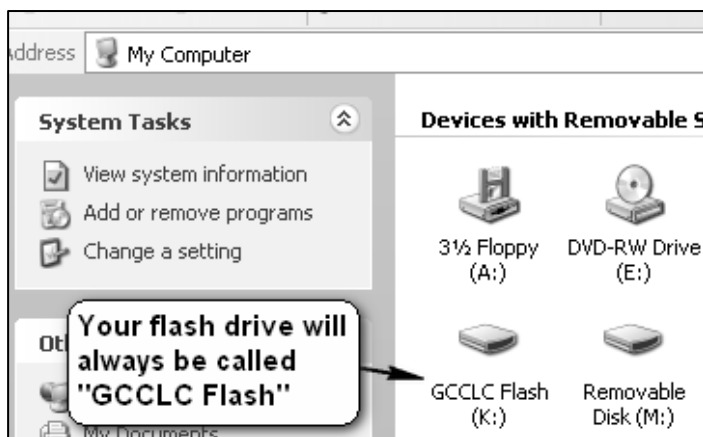 Address My Computer
System Tasks
View system information
Add or remove programs
Change a setting
Devices with Removable S
3½ Floppy
(A:)
DVD-RW Drive
(E:)
GCCLC Flash
(K:)
Removable
Disk (M:)
Your flash drive will
always be called
"GCCLC Flash"
Ot
My Documents